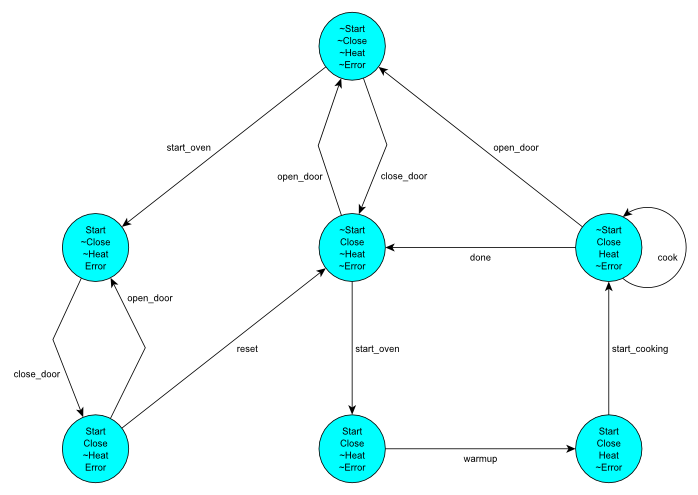 ~Start
~Close
~Heat
~Error
start_oven
open_door
open_door
close_door
Start
~Close
~Heat
Error
~Start
Close
~Heat
~Error
~Start
Close
Heat
~Error
done
cook
open_door
close_door
reset
start_oven
start_cooking
Start
Close
~Heat
Error
Start
Close
~Heat
~Error
warmup
Start
Close
Heat
~Error